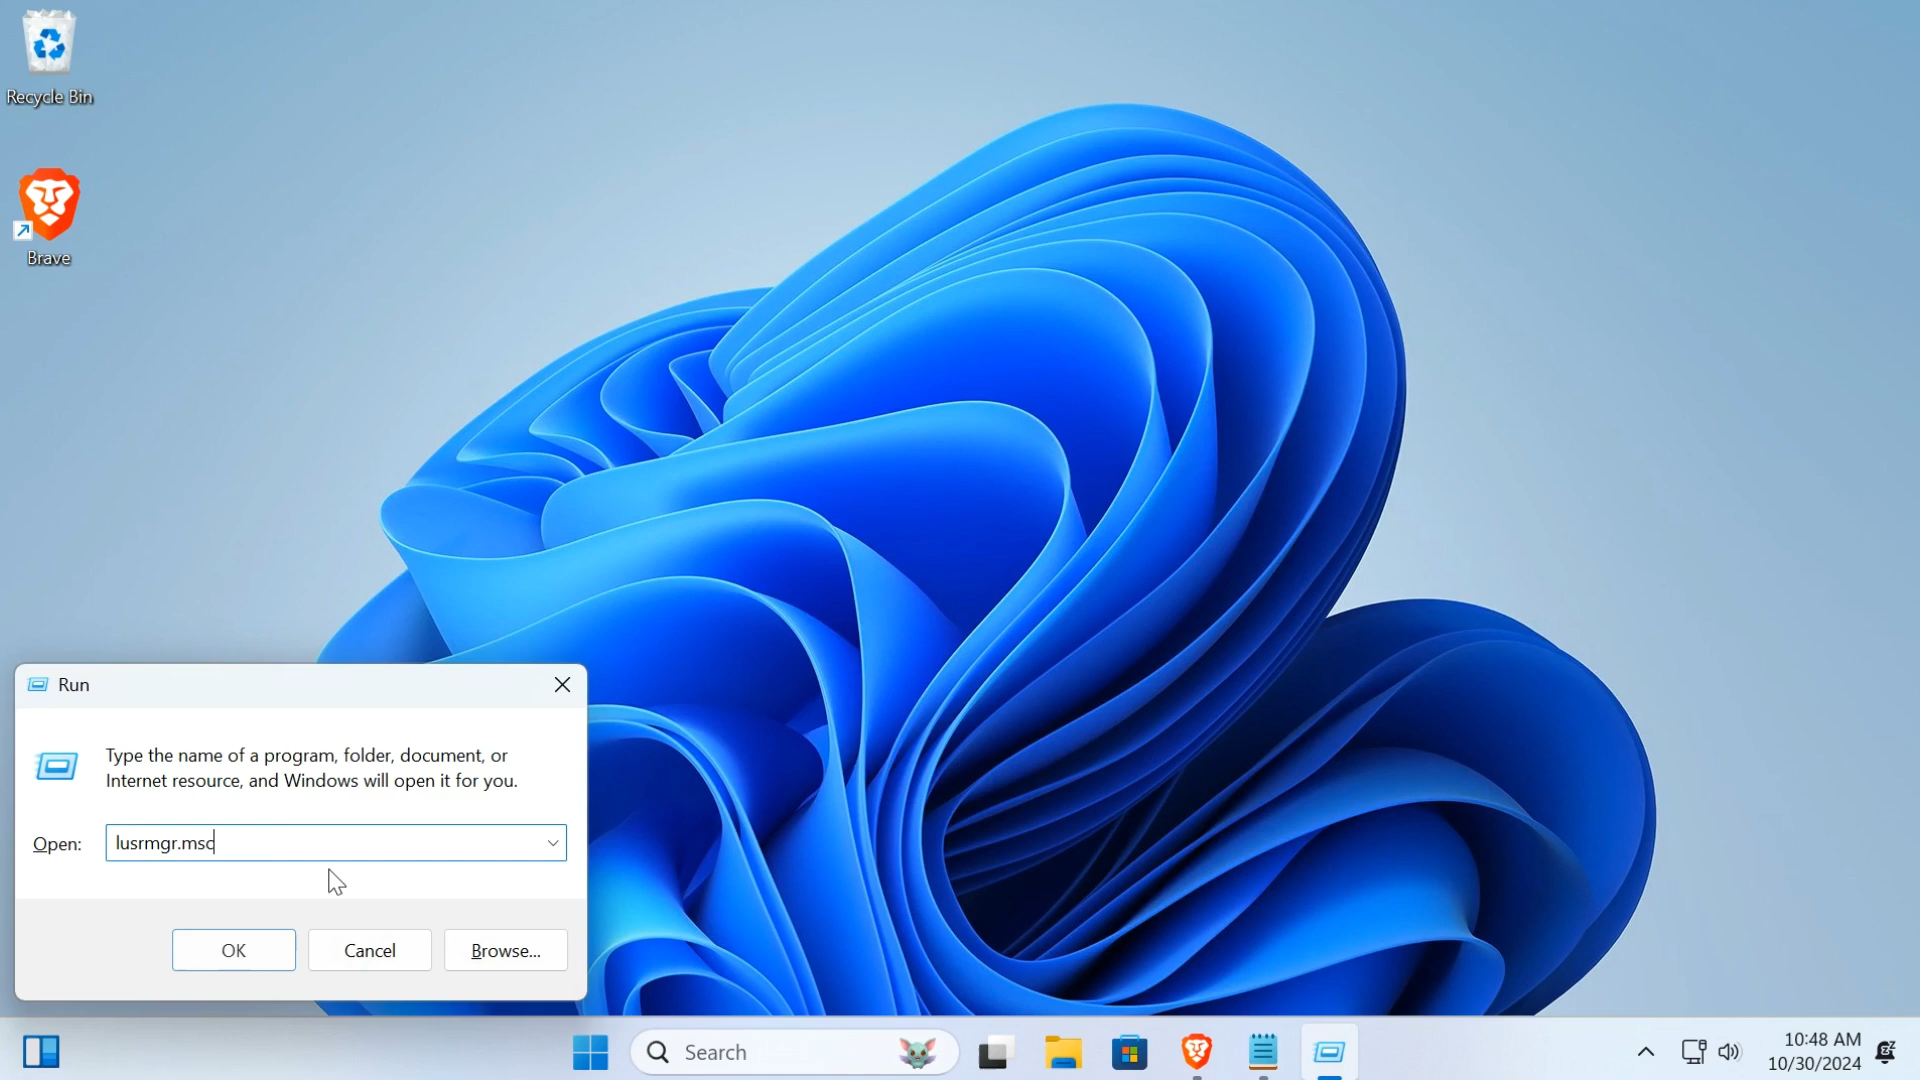 Recycle Bin
Brave
Run
Type the name of a program, folder, document, or
Internet resource, and Windows will open it for you.
Open:
lusrmgr.msc
OK
Cancel
Browse...
Search
10:48 AM
10/30/2024